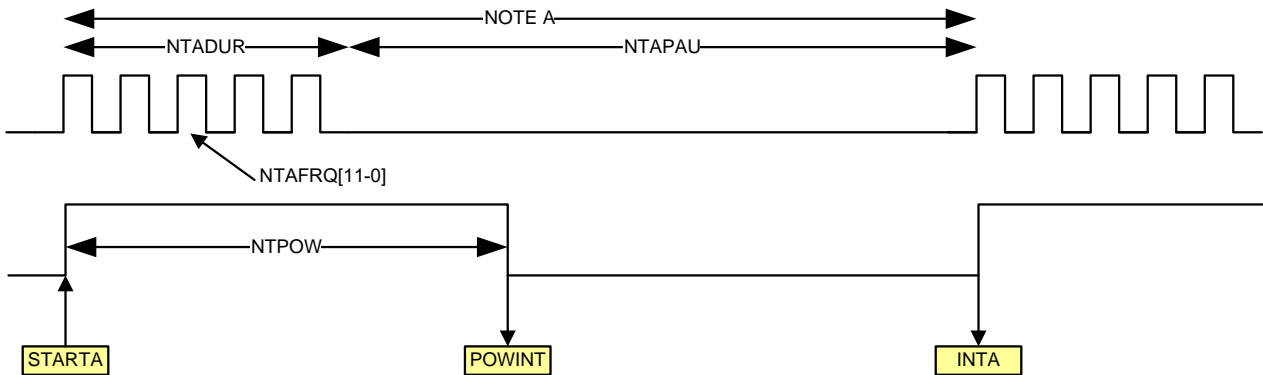 NOTE A
NTADUR
NTAPAU
NTAFRQ[11-0]
NTPOW
STARTA
POWINT
INTA